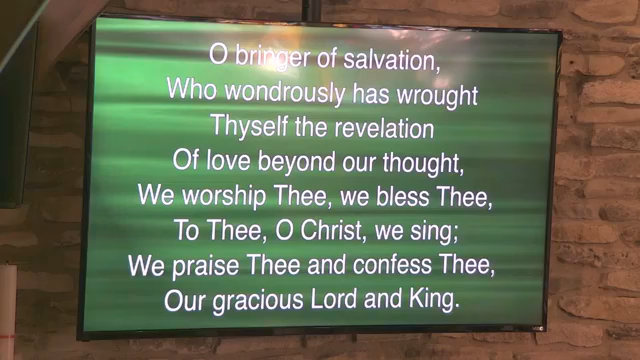 O bringer of salvation,
Who wondrously has wrought
Thyself the revelation
Of love beyond our thought,
We worship Thee, we bless Thee,
To Thee, O Christ, we sing;
We praise Thee and confess Thee,
Our gracious Lord and King.